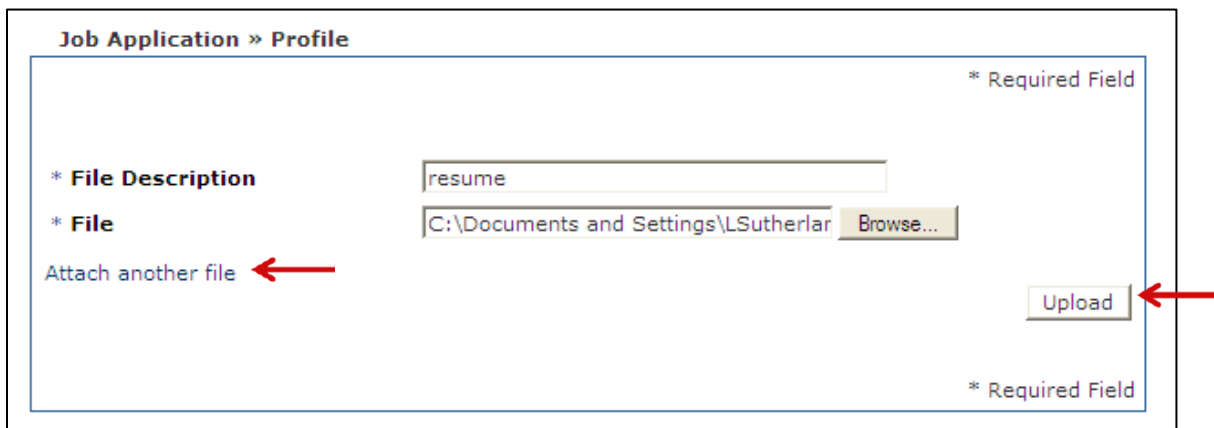 Job Application » Profile
* Required Field
* File Description resume
* File C:\Documents and Settings\LSutherlar Browse...
Attach another file
Upload
* Required Field